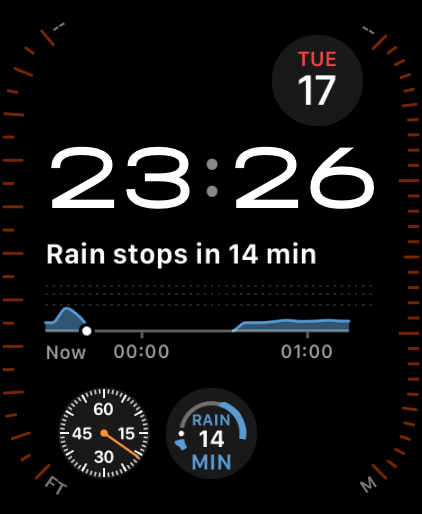 --
--
TUE
17
23:26
Rain stops in 14 min
Now 00:00 01:00
60
45 15
30
RAIN
14
MIN
FT
M